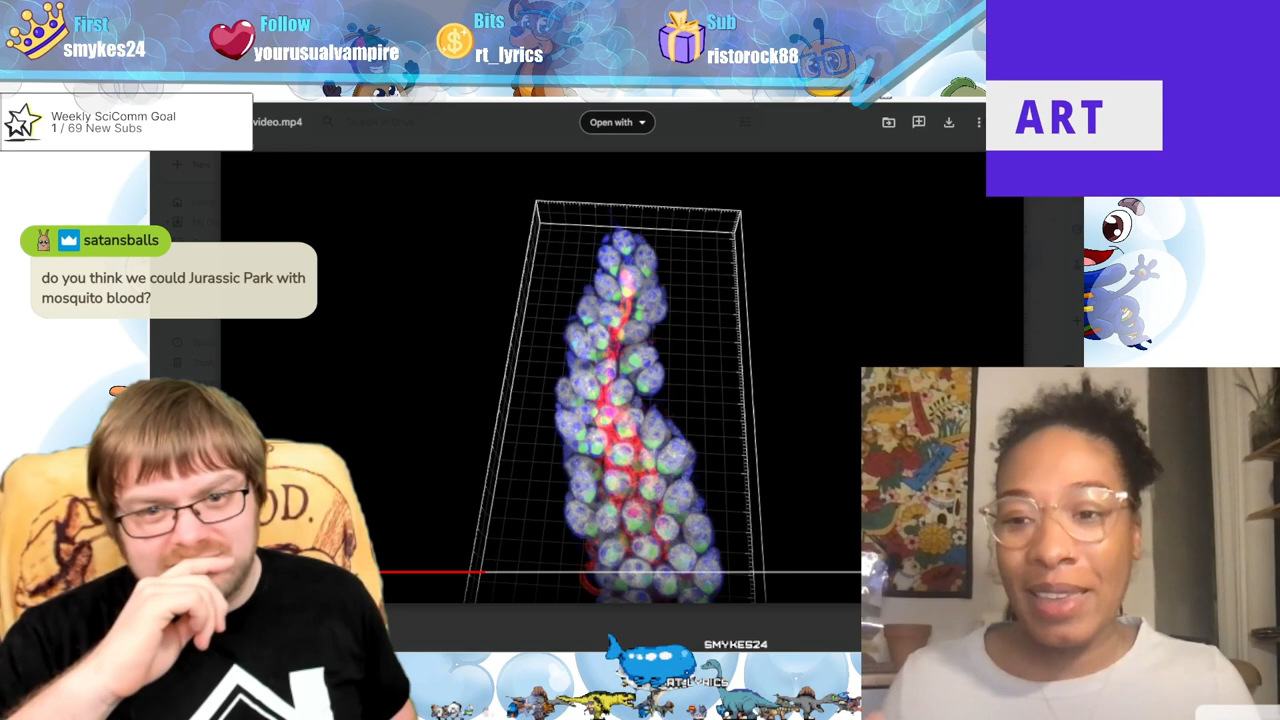 First
smykes24
Follow
yourusualvampire
Bits
rt_lyrics
Sub
ristorock88
Weekly SciComm Goal
1 / 69 New Subs
video.mp4
Open with
ART
satansballs
do you think we could Jurassic Park with
mosquito blood?
OD.
SMYKES24
RT_LYRICS